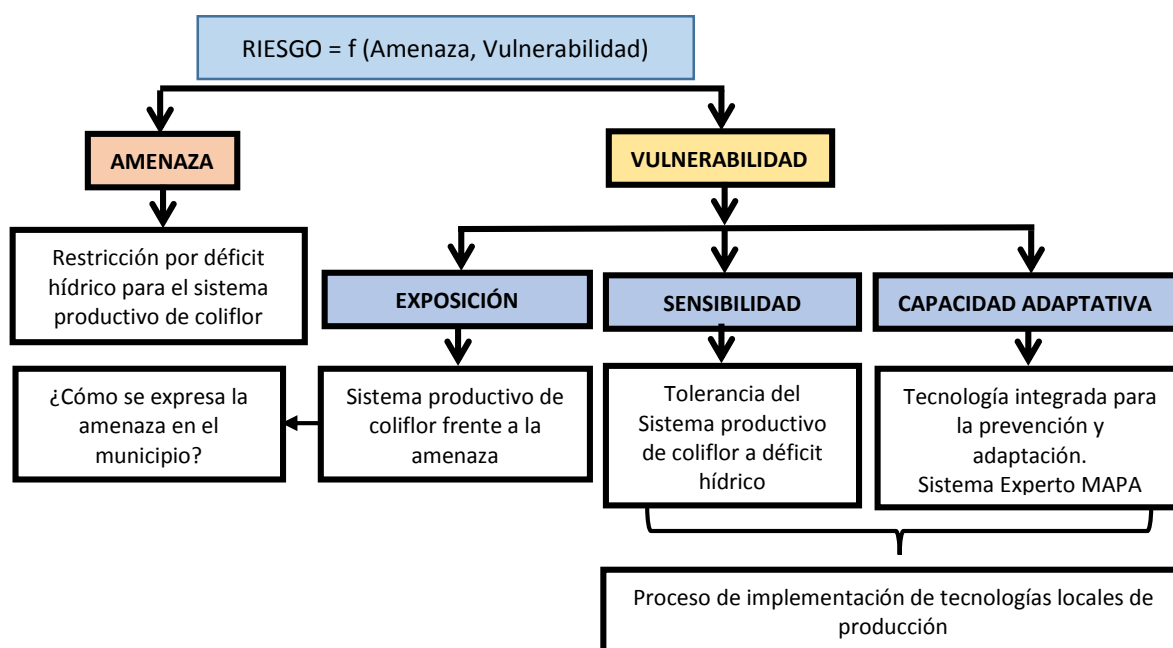 RIESGO = f (Amenaza, Vulnerabilidad)
AMENAZA
VULNERABILIDAD
Restricción por déficit
hídrico para el sistema
productivo de coliflor
EXPOSICIÓN
SENSIBILIDAD
CAPACIDAD ADAPTATIVA
¿Cómo se expresa la
amenaza en el
municipio?
Sistema productivo de
coliflor frente a la
amenaza
Tolerancia del
Sistema productivo
de coliflor a déficit
hídrico
Tecnología integrada para
la prevención y
adaptación.
Sistema Experto MAPA
Proceso de implementación de tecnologías locales de
producción